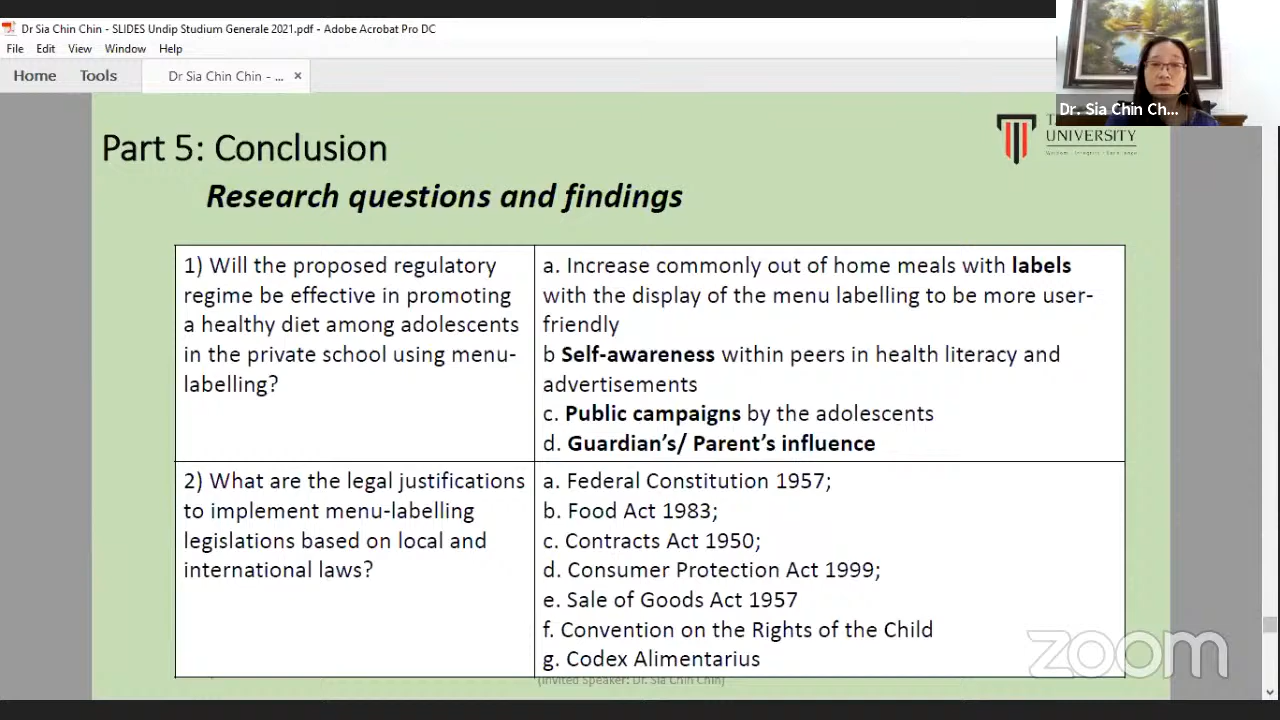 Dr Sia Chin Chin - SLIDES Undip Studium Generale 2021.pdf - Adobe Acrobat Pro DC
File Edit View Window Help
Home Tools Dr Sia Chin Chin - ... ×
Dr. Sia Chin Ch...
UNIVERSITY
Part 5: Conclusion
Research questions and findings
1) Will the proposed regulatory
regime be effective in promoting
a healthy diet among adolescents
in the private school using menu-
labelling?
a. Increase commonly out of home meals with labels
with the display of the menu labelling to be more user-
friendly
b Self-awareness within peers in health literacy and
advertisements
c. Public campaigns by the adolescents
d. Guardian’s/ Parent’s influence
2) What are the legal justifications
to implement menu-labelling
legislations based on local and
international laws?
a. Federal Constitution 1957;
b. Food Act 1983;
c. Contracts Act 1950;
d. Consumer Protection Act 1999;
e. Sale of Goods Act 1957
f. Convention on the Rights of the Child
g. Codex Alimentarius
(Invited Speaker: Dr. Sia Chin Chin)
zoom